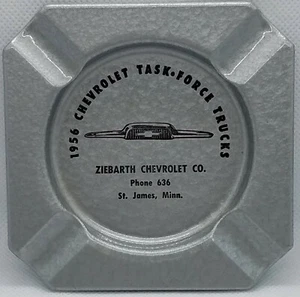 1956 CHEVROLET TASK•FORCE TRUCKS
ZIEBARTH CHEVROLET CO.
Phone 636
St. James, Minn.